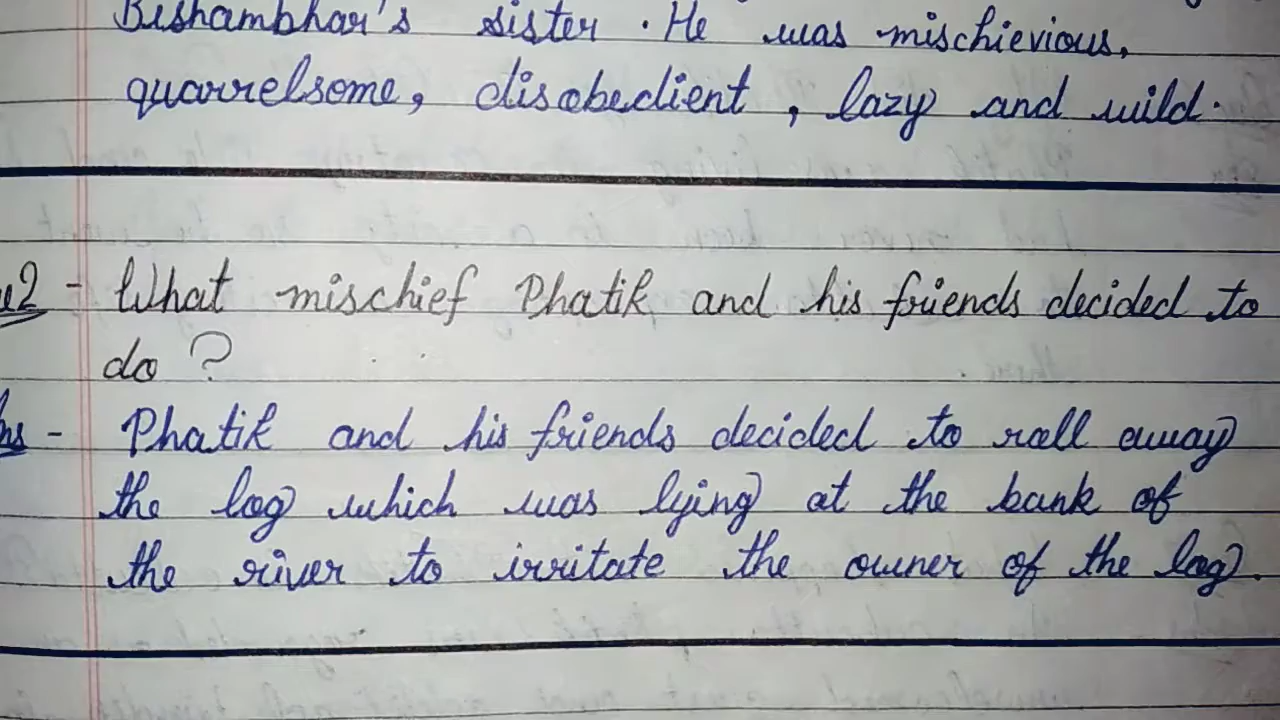 Bishambhar's sister. He was mischievious,
quarrelsome, disobedient, lazy and wild.
2 - What mischief Phatik and his friends decided to
do ?
Ans - Phatik and his friends decided to roll away
the log which was lying at the bank of
the river to irritate the owner of the log.